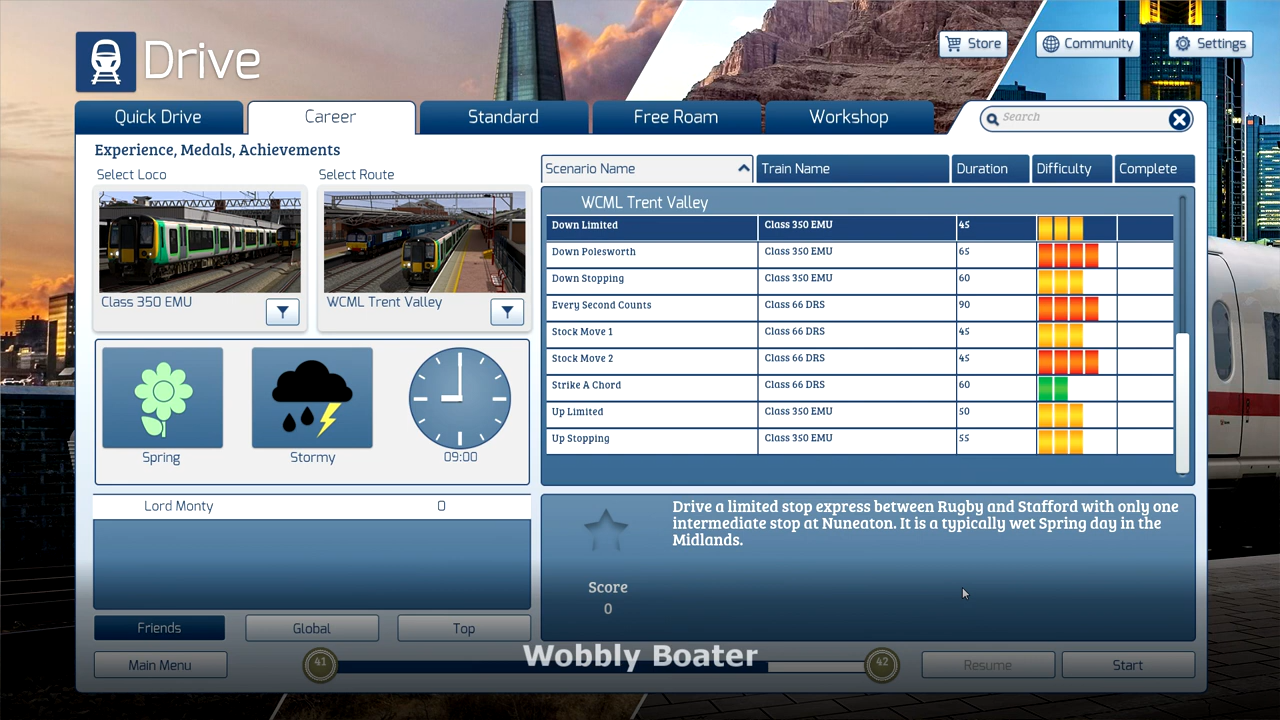 Drive
Store
Community
Settings
Quick Drive
Career
Standard
Free Roam
Workshop
Search
Experience, Medals, Achievements
Select Loco
Select Route
Class 350 EMU
WCML Trent Valley
Spring
Stormy
09:00
Scenario Name Train Name Duration Difficulty Complete
WCML Trent Valley
Down Limited Class 350 EMU 45
Down Polesworth Class 350 EMU 65
Down Stopping Class 350 EMU 60
Every Second Counts Class 66 DRS 90
Stock Move 1 Class 66 DRS 45
Stock Move 2 Class 66 DRS 45
Strike A Chord Class 66 DRS 60
Up Limited Class 350 EMU 50
Up Stopping Class 350 EMU 55
Lord Monty 0
Drive a limited stop express between Rugby and Stafford with only one
intermediate stop at Nuneaton. It is a typically wet Spring day in the
Midlands.
Score
0
Friends
Global
Top
Main Menu
41
Wobbly Boater
42
Resume
Start